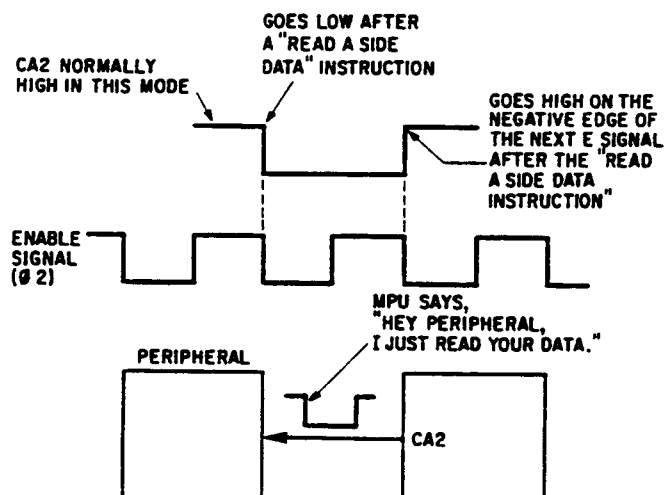 GOES LOW AFTER
A "READ A SIDE
DATA" INSTRUCTION
CA2 NORMALLY
HIGH IN THIS MODE
GOES HIGH ON THE
NEGATIVE EDGE OF
THE NEXT E SIGNAL
AFTER THE "READ
A SIDE DATA
INSTRUCTION"
ENABLE
SIGNAL
(Ø2)
MPU SAYS,
"HEY PERIPHERAL,
I JUST READ YOUR DATA."
PERIPHERAL
CA2